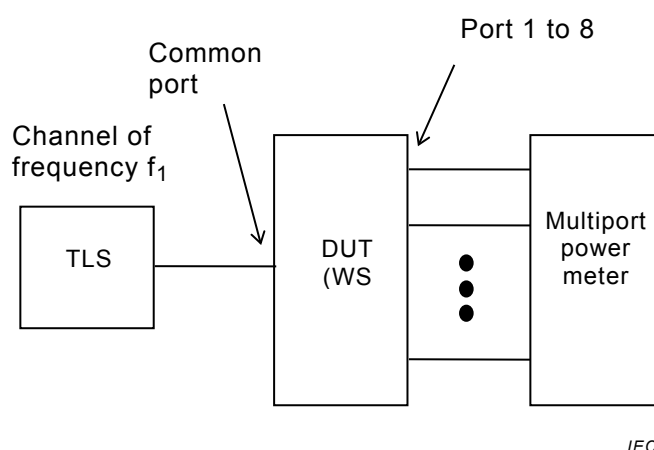 Port 1 to 8
Common
port
Channel of
frequency f₁
TLS
DUT
(WS
Multiport
power
meter
IEC